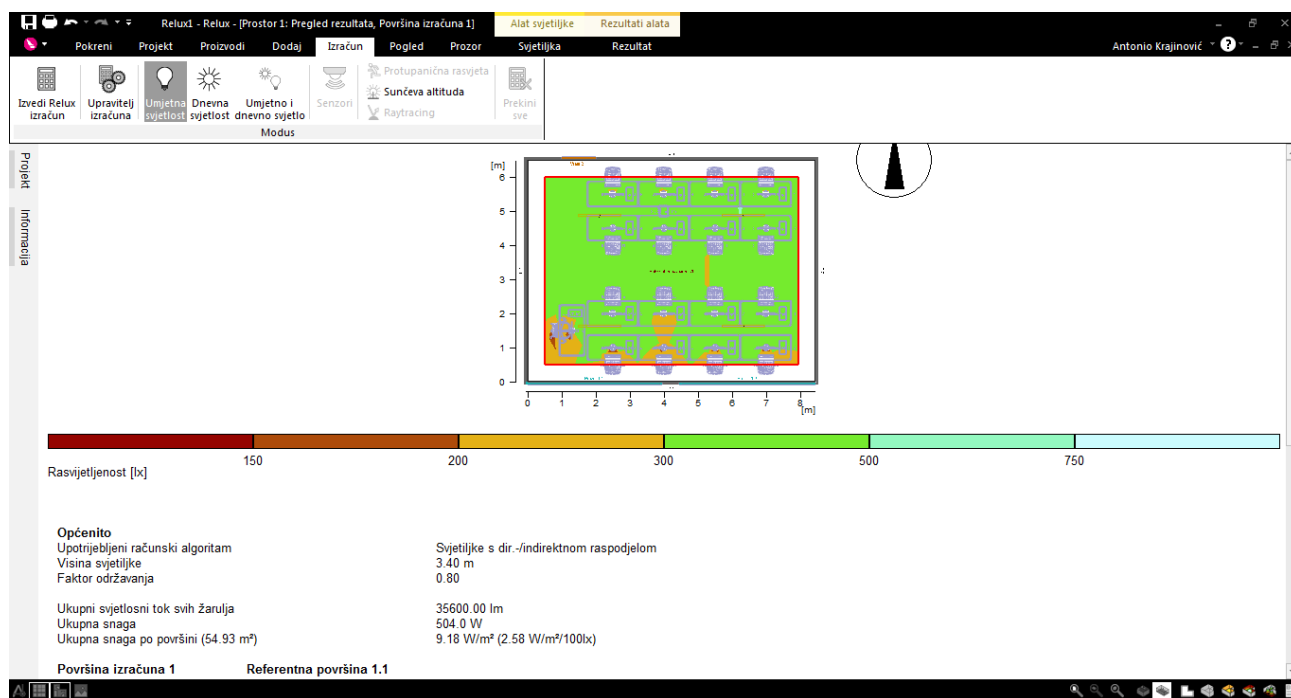 Relux1 - Relux - [Prostor 1: Pregled rezultata, Površina izračuna 1]
Alat svjetiljke
Rezultati alata
Pokreni
Projekt
Proizvodi
Dodaj
Izračun
Pogled
Prozor
Svjetiljka
Rezultat
Antonio Krajinović
Izvedi Relux izračun
Upravitelj izračuna
Umjetna svjetlost
Dnevna svjetlost
Umjetno i dnevno svjetlo
Senzori
Protupanična rasvjeta
Sunčeva altituda
Raytracing
Prekini sve
Modus
Projekt
Informacija
[m]
6
5
4
3
2
1
0
0 1 2 3 4 5 6 7 8
[m]
150 200 300 500 750
Rasvijetljenost [lx]
Općenito
Upotrijebljeni računski algoritam Svjetiljke s dir.-/indirektnom raspodjelom
Visina svjetiljke 3.40 m
Faktor održavanja 0.80
Ukupni svjetlosni tok svih žarulja 35600.00 lm
Ukupna snaga 504.0 W
Ukupna snaga po površini (54.93 m²) 9.18 W/m² (2.58 W/m²/100lx)
Površina izračuna 1 Referentna površina 1.1